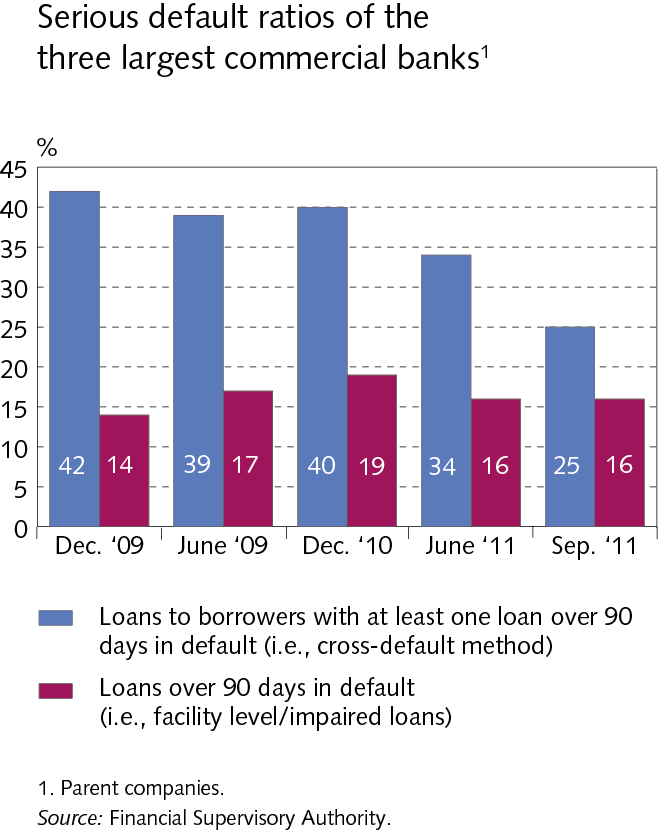 Serious default ratios of the
three largest commercial banks¹
%
45
40
35
30
25
20
15
10
5
0
42 14 39 17 40 19 34 16 25 16
Dec. ‘09 June ‘09 Dec. ‘10 June ‘11 Sep. ‘11
Loans to borrowers with at least one loan over 90
days in default (i.e., cross-default method)
Loans over 90 days in default
(i.e., facility level/impaired loans)
1. Parent companies.
Source: Financial Supervisory Authority.